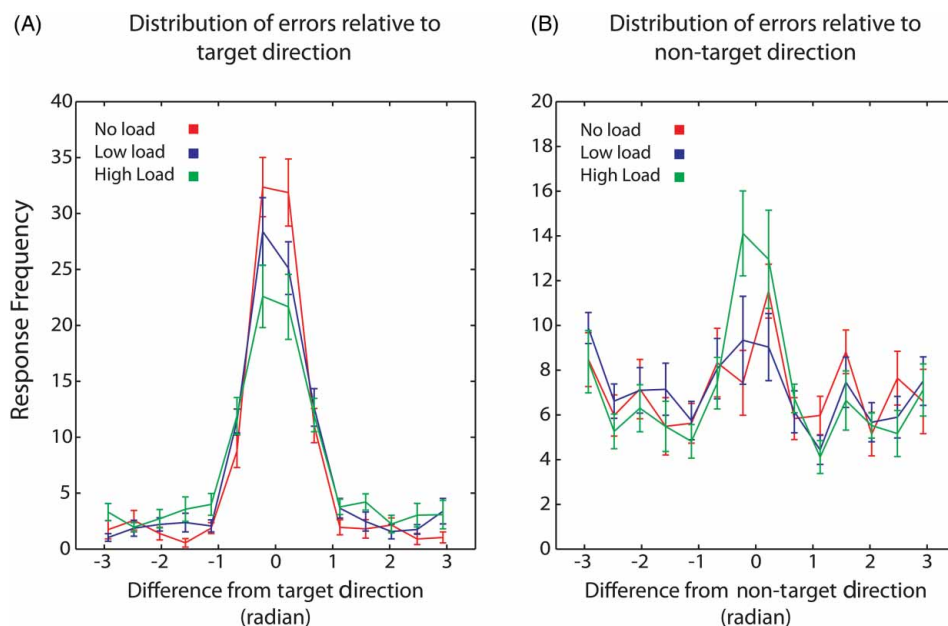 (A)
Distribution of errors relative to
target direction
(B)
Distribution of errors relative to
non-target direction
Response Frequency
40
35
30
25
20
15
10
5
0
No load
Low load
High Load
-3 -2 -1 0 1 2 3
Difference from target direction
(radian)
20
18
16
14
12
10
8
6
4
2
0
No load
Low load
High Load
-3 -2 -1 0 1 2 3
Difference from non-target direction
(radian)